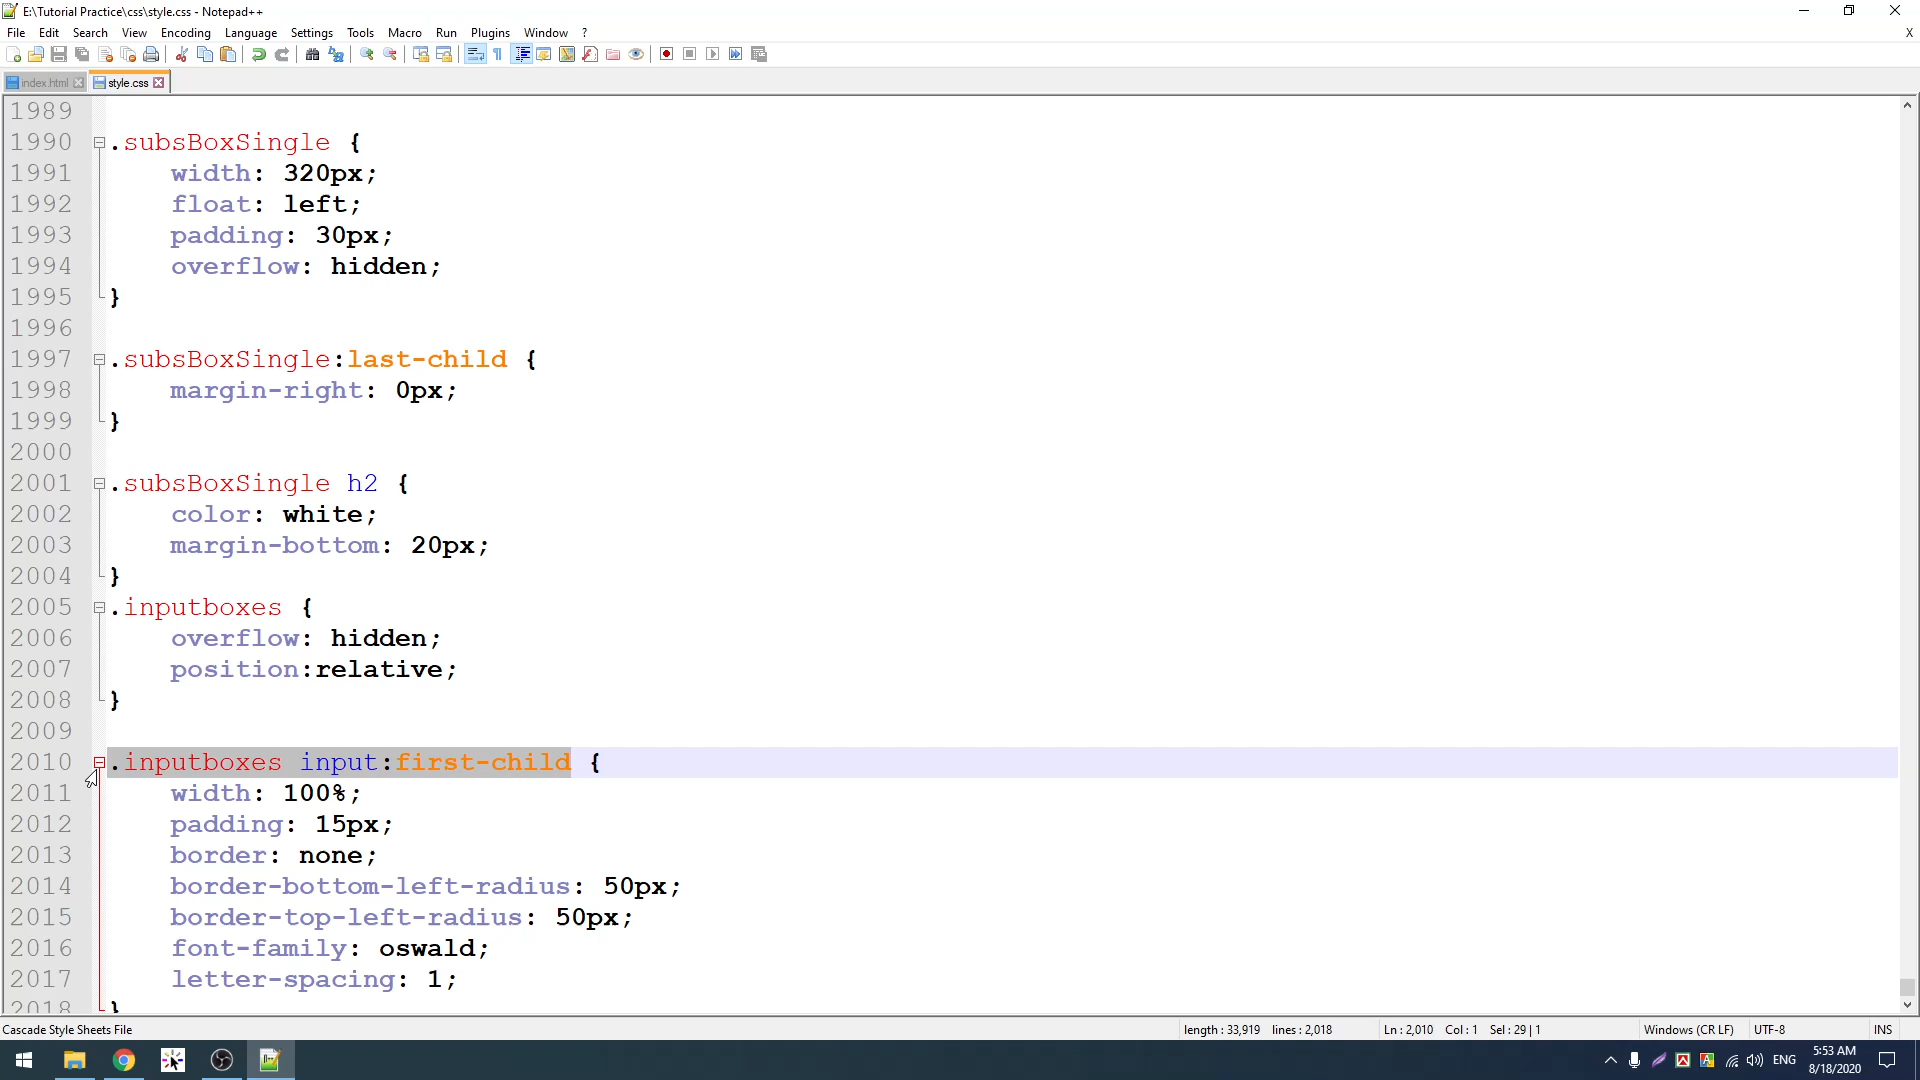 E:\Tutorial Practice\css\style.css - Notepad++
File Edit Search View Encoding Language Settings Tools Macro Run Plugins Window ? X
index.html style.css
1989
1990 .subsBoxSingle {
1991 width: 320px;
1992 float: left;
1993 padding: 30px;
1994 overflow: hidden;
1995 }
1996
1997 .subsBoxSingle:last-child {
1998 margin-right: 0px;
1999 }
2000
2001 .subsBoxSingle h2 {
2002 color: white;
2003 margin-bottom: 20px;
2004 }
2005 .inputboxes {
2006 overflow: hidden;
2007 position:relative;
2008 }
2009
2010 .inputboxes input:first-child {
2011 width: 100%;
2012 padding: 15px;
2013 border: none;
2014 border-bottom-left-radius: 50px;
2015 border-top-left-radius: 50px;
2016 font-family: oswald;
2017 letter-spacing: 1;
2018 }
Cascade Style Sheets File length : 33,919 lines : 2,018 Ln : 2,010 Col : 1 Sel : 29 | 1 Windows (CR LF) UTF-8 INS
ENG 5:53 AM
8/18/2020